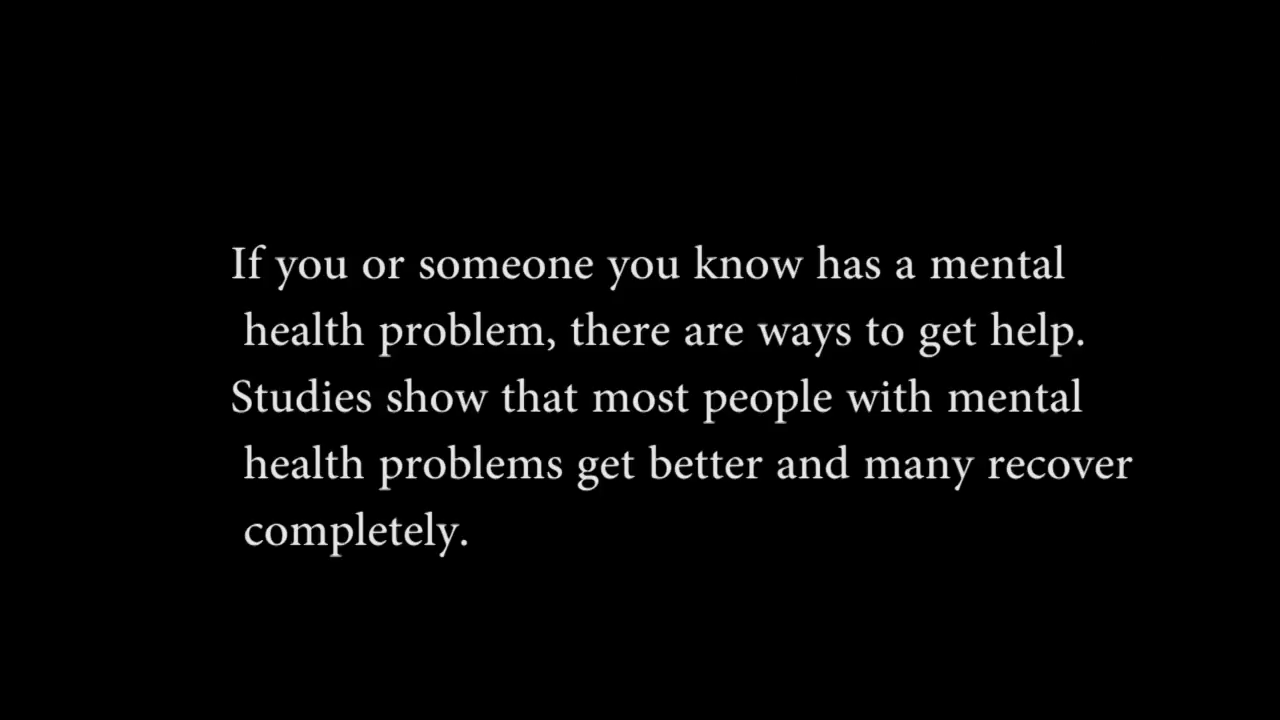 If you or someone you know has a mental
health problem, there are ways to get help.
Studies show that most people with mental
health problems get better and many recover
completely.